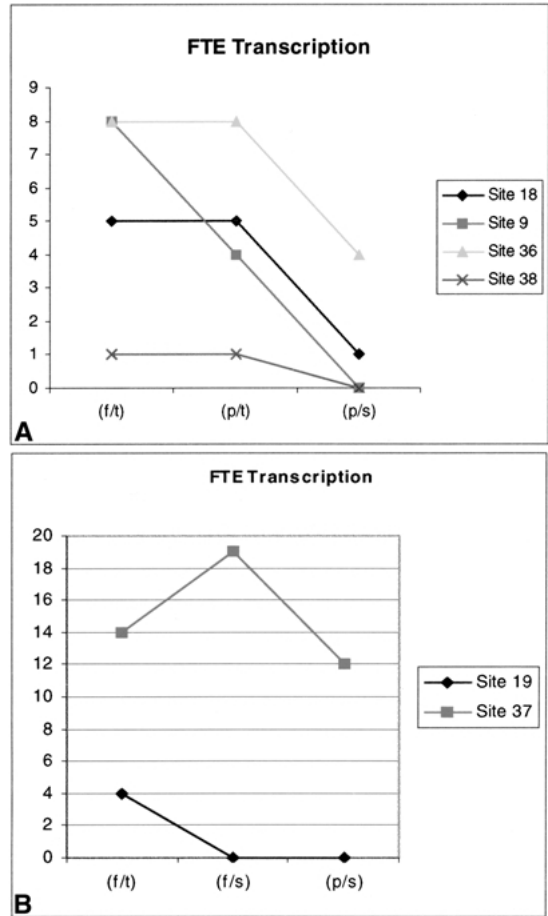 FTE Transcription
9
8
7
6
5
4
3
2
1
0
(f/t) (p/t) (p/s)
Site 18
Site 9
Site 36
Site 38
A
FTE Transcription
20
18
16
14
12
10
8
6
4
2
0
(f/t) (f/s) (p/s)
Site 19
Site 37
B